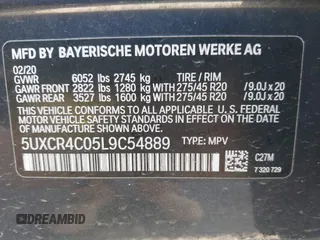 MFD BY BAYERISCHE MOTOREN WERKE AG
02/20
GVWR 6052 lbs 2745 kg TIRE / RIM
GAWR FRONT 2822 lbs 1280 kg 275/45 R20 /9.0J x 20
GAWR REAR 3527 lbs 1600 kg 275/45 R20 /9.0J x 20
THIS VEHICLE CONFORMS TO ALL APPLICABLE U.S. FEDERAL
MOTOR VEHICLE SAFETY STANDARDS IN EFFECT ON THE
DATE OF MANUFACTURE SHOWN ABOVE.
5UXCR4C05L9C54889 TYPE: MPV
C27M
7 320 729
DREAMBID